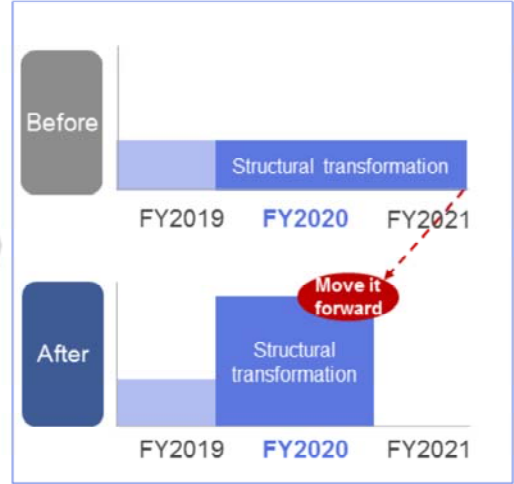 Before
Structural transformation
FY2019 FY2020 FY2021
Move it
forward
After
Structural
transformation
FY2019 FY2020 FY2021